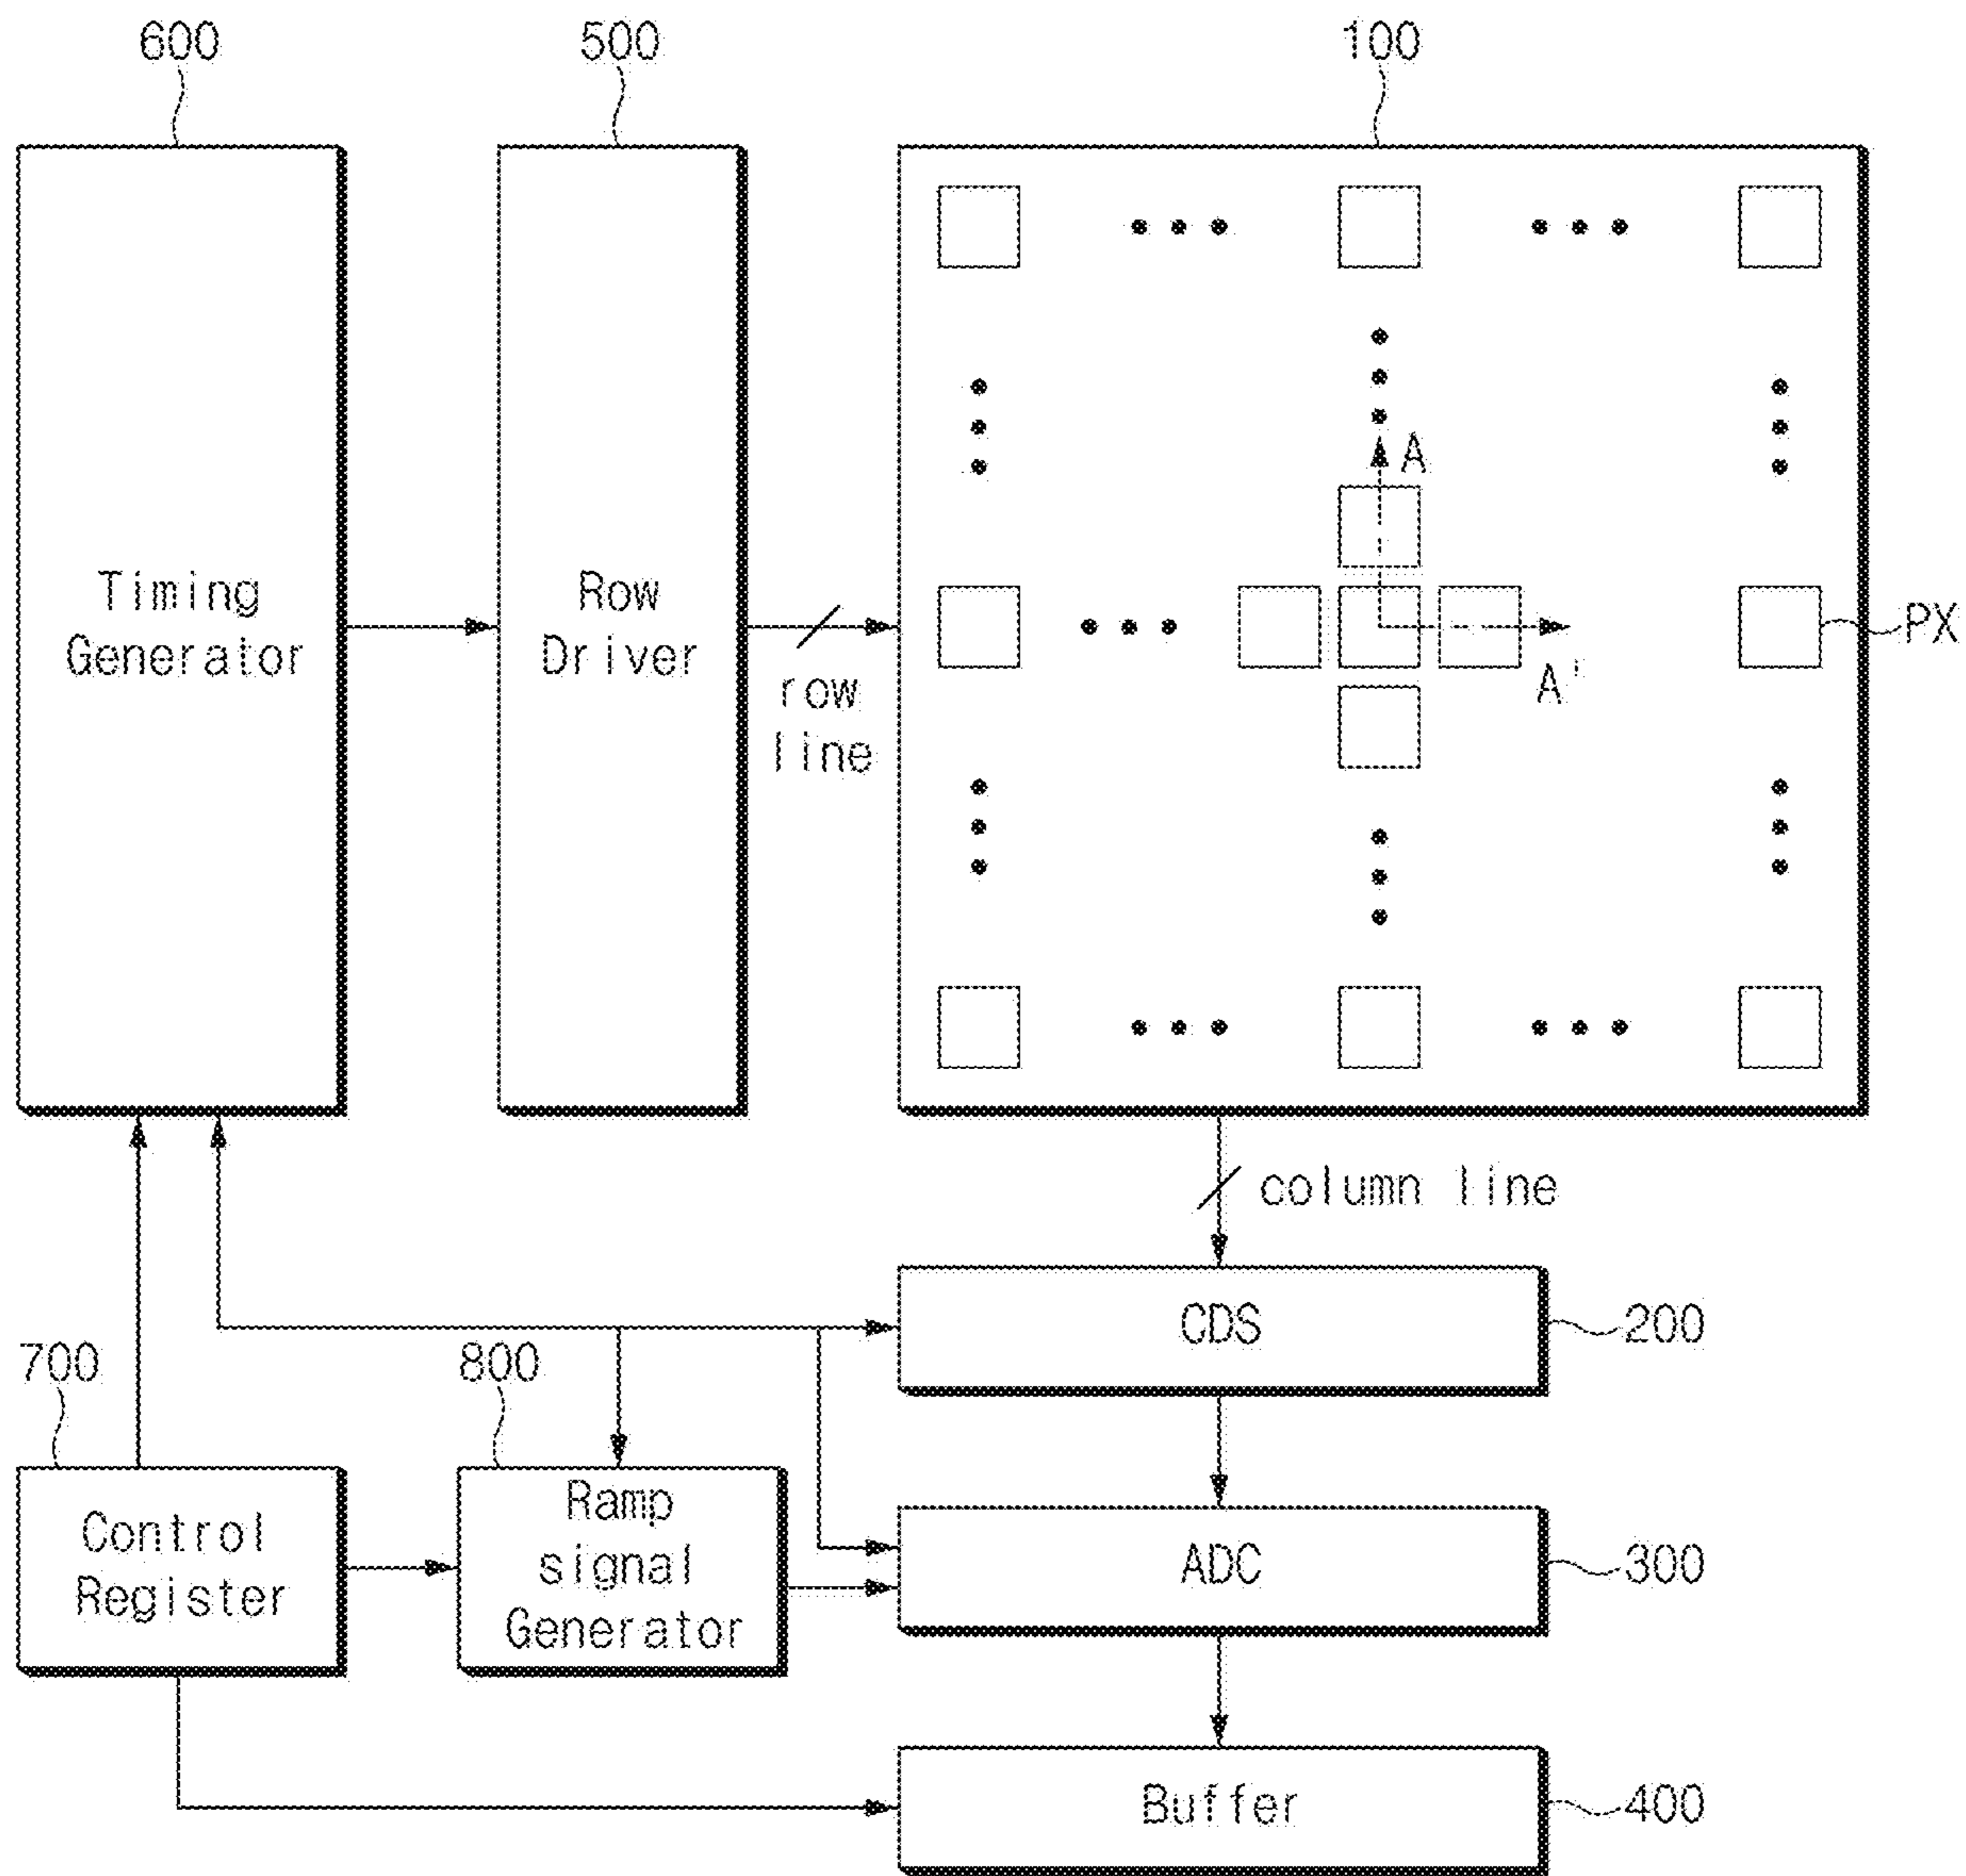 600
500
100
Timing
Generator
Row
Driver
row
line
A
A'
PX
column line
CDS
200
700
800
Control
Register
Ramp
signal
Generator
ADC
300
Buffer
400